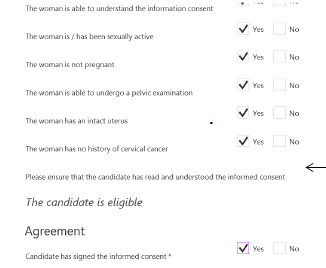 The woman is able to understand the information consent
The woman is / has been sexually active Yes No
The woman is not pregnant Yes No
The woman is able to undergo a pelvic examination Yes No
The woman has an intact uterus Yes No
The woman has no history of cervical cancer Yes No
Please ensure that the candidate has read and understood the informed consent
The candidate is eligible
Agreement
Candidate has signed the informed consent * Yes No